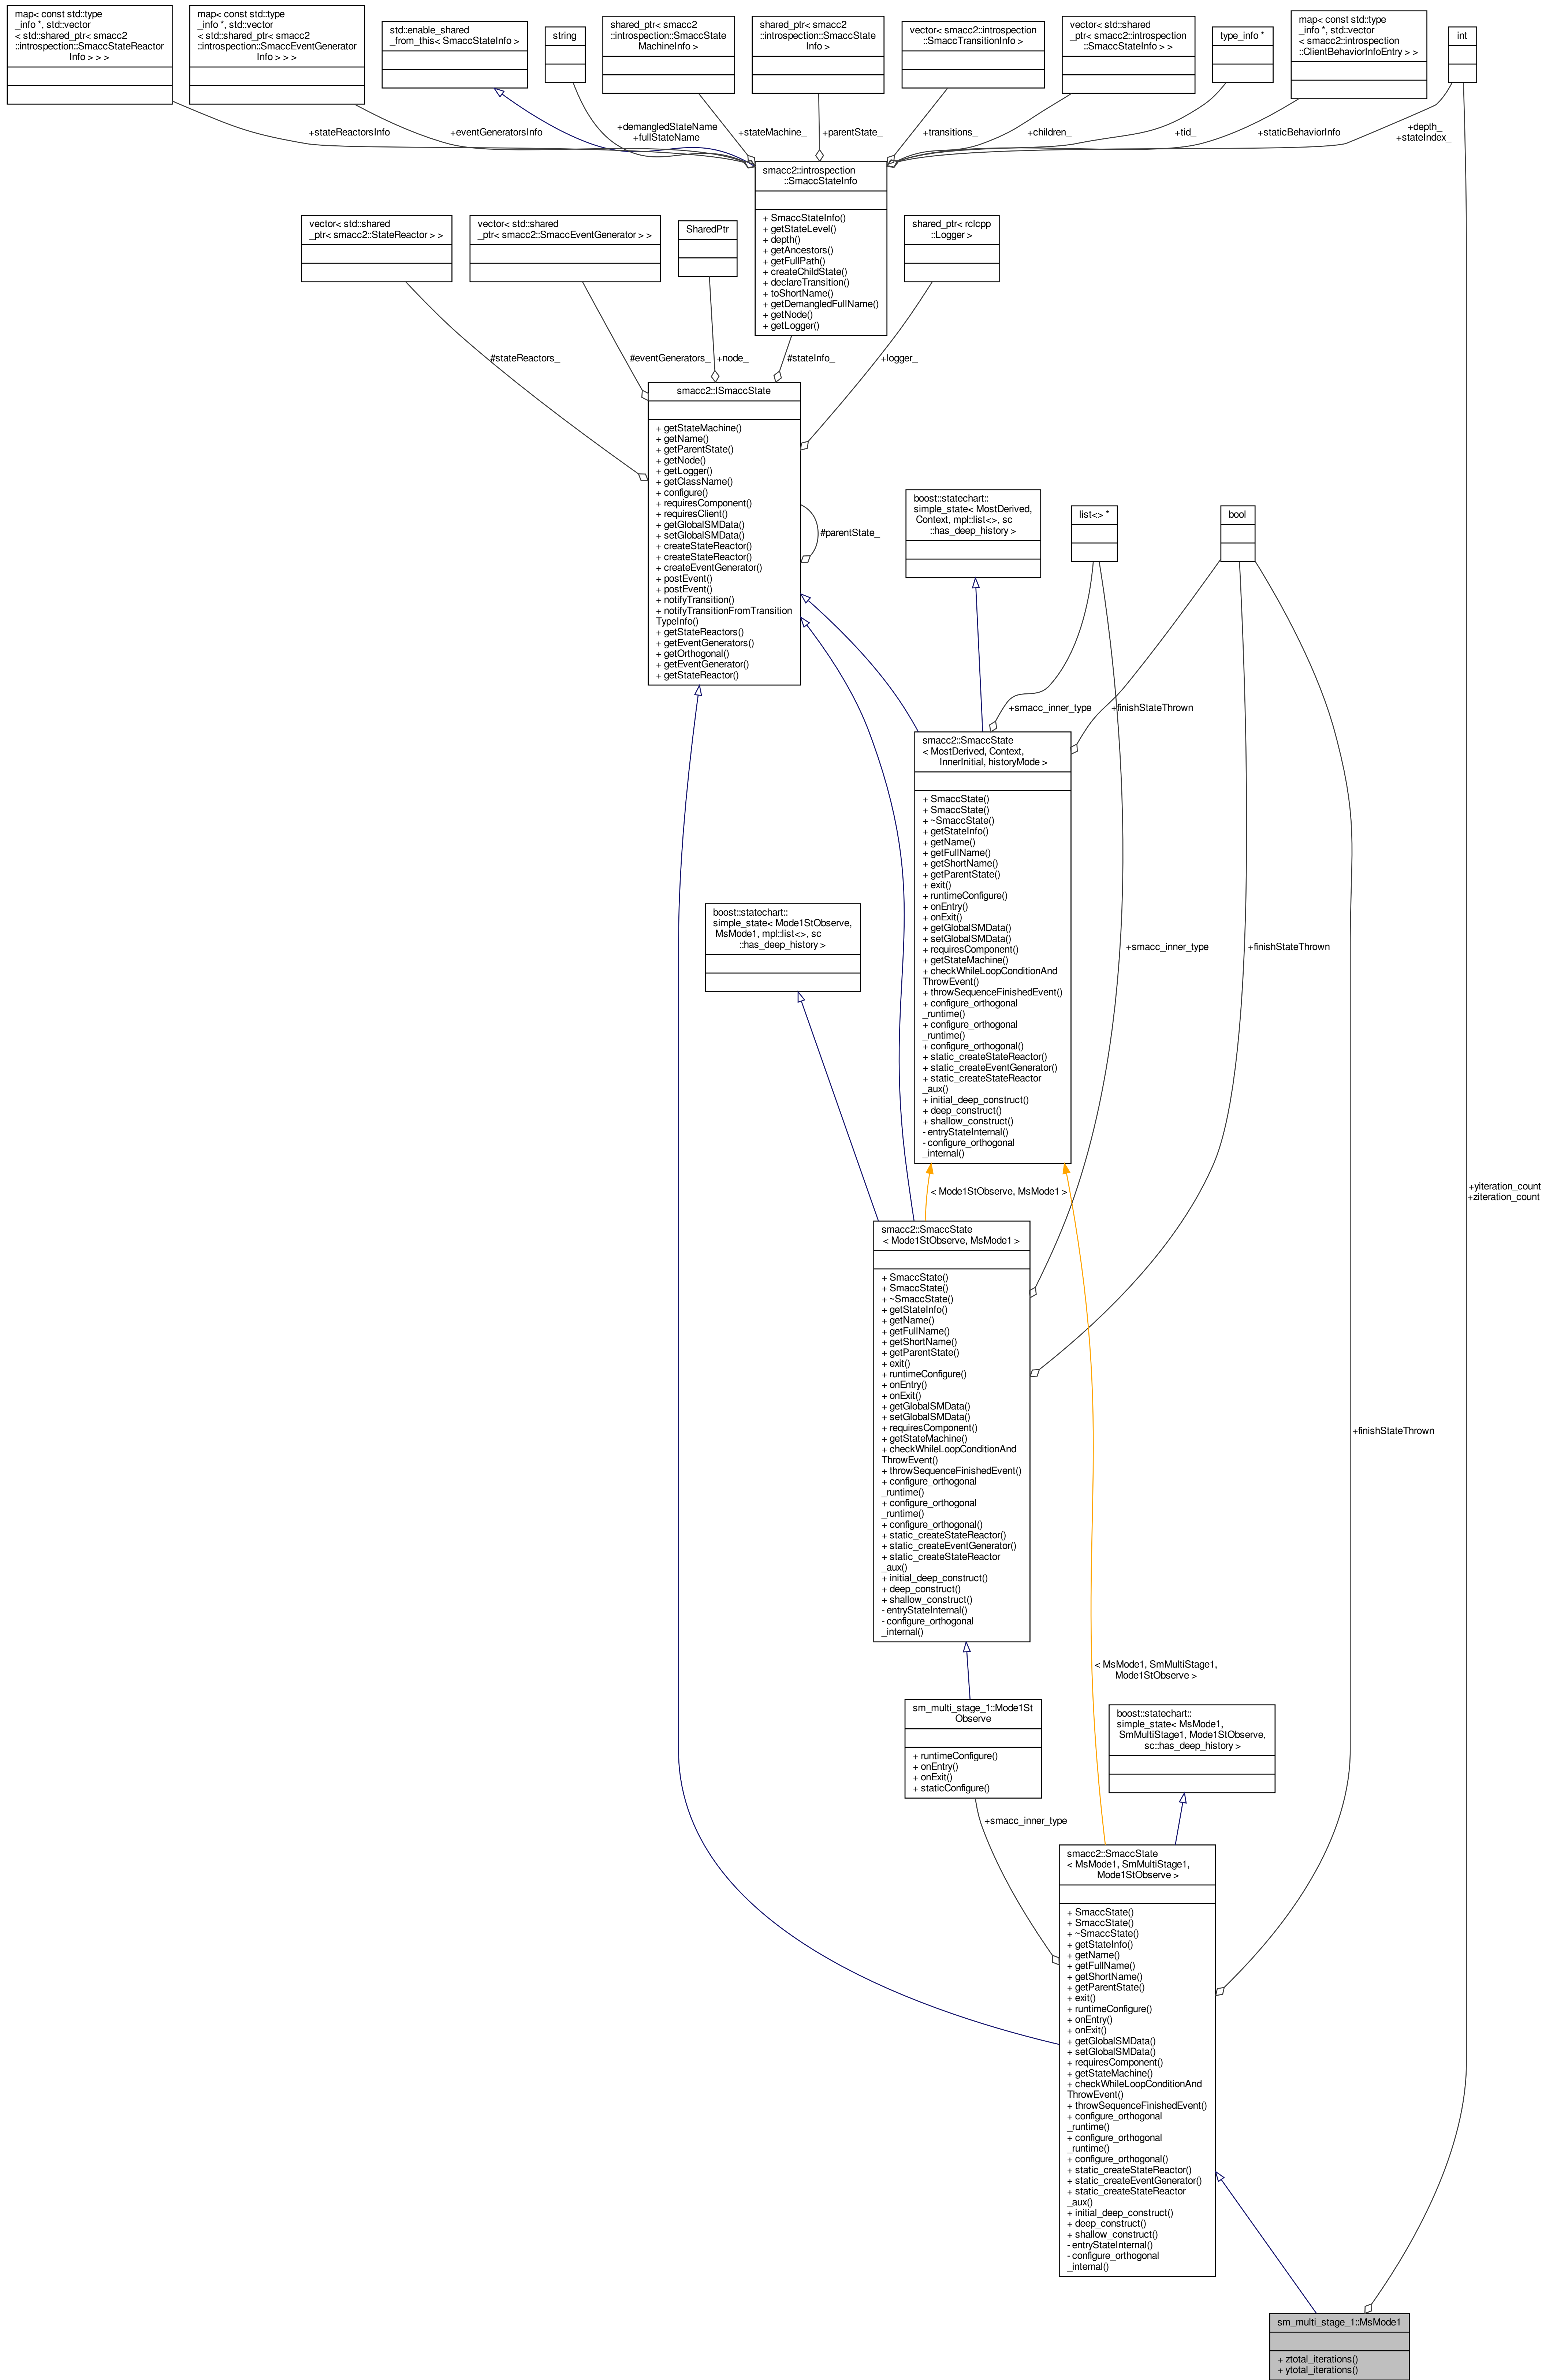 map< const std::type
_info *, std::vector
< std::shared_ptr< smacc2
::introspection::SmaccStateReactor
Info > > >
map< const std::type
_info *, std::vector
< std::shared_ptr< smacc2
::introspection::SmaccEventGenerator
Info > > >
std::enable_shared
_from_this< SmaccStateInfo >
string
shared_ptr< smacc2
::introspection::SmaccState
MachineInfo >
shared_ptr< smacc2
::introspection::SmaccState
Info >
vector< smacc2::introspection
::SmaccTransitionInfo >
vector< std::shared
_ptr< smacc2::introspection
::SmaccStateInfo > >
type_info *
map< const std::type
_info *, std::vector
< smacc2::introspection
::ClientBehaviorInfoEntry > >
int
+stateReactorsInfo
+eventGeneratorsInfo
+demangledStateName
+fullStateName
+stateMachine_
+parentState_
+transitions_
+children_
+tid_
+staticBehaviorInfo
+depth_
+stateIndex_
smacc2::introspection
::SmaccStateInfo
+ SmaccStateInfo()
+ getStateLevel()
+ depth()
+ getAncestors()
+ getFullPath()
+ createChildState()
+ declareTransition()
+ toShortName()
+ getDemangledFullName()
+ getNode()
+ getLogger()
vector< std::shared
_ptr< smacc2::StateReactor > >
vector< std::shared
_ptr< smacc2::SmaccEventGenerator > >
SharedPtr
shared_ptr< rclcpp
::Logger >
#stateReactors_
#eventGenerators_
+node_
#stateInfo_
+logger_
smacc2::ISmaccState
+ getStateMachine()
+ getName()
+ getParentState()
+ getNode()
+ getLogger()
+ getClassName()
+ configure()
+ requiresComponent()
+ requiresClient()
+ getGlobalSMData()
+ setGlobalSMData()
+ createStateReactor()
+ createStateReactor()
+ createEventGenerator()
+ postEvent()
+ postEvent()
+ notifyTransition()
+ notifyTransitionFromTransition
TypeInfo()
+ getStateReactors()
+ getEventGenerators()
+ getOrthogonal()
+ getEventGenerator()
+ getStateReactor()
#parentState_
boost::statechart::
simple_state< MostDerived,
Context, mpl::list<>, sc
::has_deep_history >
list<> *
bool
+smacc_inner_type
+finishStateThrown
smacc2::SmaccState
< MostDerived, Context,
InnerInitial, historyMode >
+ SmaccState()
+ SmaccState()
+ ~SmaccState()
+ getStateInfo()
+ getName()
+ getFullName()
+ getShortName()
+ getParentState()
+ exit()
+ runtimeConfigure()
+ onEntry()
+ onExit()
+ getGlobalSMData()
+ setGlobalSMData()
+ requiresComponent()
+ getStateMachine()
+ checkWhileLoopConditionAnd
ThrowEvent()
+ throwSequenceFinishedEvent()
+ configure_orthogonal
_runtime()
+ configure_orthogonal
_runtime()
+ configure_orthogonal()
+ static_createStateReactor()
+ static_createEventGenerator()
+ static_createStateReactor
_aux()
+ initial_deep_construct()
+ deep_construct()
+ shallow_construct()
- entryStateInternal()
- configure_orthogonal
_internal()
boost::statechart::
simple_state< Mode1StObserve,
MsMode1, mpl::list<>, sc
::has_deep_history >
+smacc_inner_type
+finishStateThrown
< Mode1StObserve, MsMode1 >
+yiteration_count
+ziteration_count
smacc2::SmaccState
< Mode1StObserve, MsMode1 >
+ SmaccState()
+ SmaccState()
+ ~SmaccState()
+ getStateInfo()
+ getName()
+ getFullName()
+ getShortName()
+ getParentState()
+ exit()
+ runtimeConfigure()
+ onEntry()
+ onExit()
+ getGlobalSMData()
+ setGlobalSMData()
+ requiresComponent()
+ getStateMachine()
+ checkWhileLoopConditionAnd
ThrowEvent()
+ throwSequenceFinishedEvent()
+ configure_orthogonal
_runtime()
+ configure_orthogonal
_runtime()
+ configure_orthogonal()
+ static_createStateReactor()
+ static_createEventGenerator()
+ static_createStateReactor
_aux()
+ initial_deep_construct()
+ deep_construct()
+ shallow_construct()
- entryStateInternal()
- configure_orthogonal
_internal()
+finishStateThrown
< MsMode1, SmMultiStage1,
Mode1StObserve >
sm_multi_stage_1::Mode1St
Observe
+ runtimeConfigure()
+ onEntry()
+ onExit()
+ staticConfigure()
boost::statechart::
simple_state< MsMode1,
SmMultiStage1, Mode1StObserve,
sc::has_deep_history >
+smacc_inner_type
smacc2::SmaccState
< MsMode1, SmMultiStage1,
Mode1StObserve >
+ SmaccState()
+ SmaccState()
+ ~SmaccState()
+ getStateInfo()
+ getName()
+ getFullName()
+ getShortName()
+ getParentState()
+ exit()
+ runtimeConfigure()
+ onEntry()
+ onExit()
+ getGlobalSMData()
+ setGlobalSMData()
+ requiresComponent()
+ getStateMachine()
+ checkWhileLoopConditionAnd
ThrowEvent()
+ throwSequenceFinishedEvent()
+ configure_orthogonal
_runtime()
+ configure_orthogonal
_runtime()
+ configure_orthogonal()
+ static_createStateReactor()
+ static_createEventGenerator()
+ static_createStateReactor
_aux()
+ initial_deep_construct()
+ deep_construct()
+ shallow_construct()
- entryStateInternal()
- configure_orthogonal
_internal()
sm_multi_stage_1::MsMode1
+ ztotal_iterations()
+ ytotal_iterations()